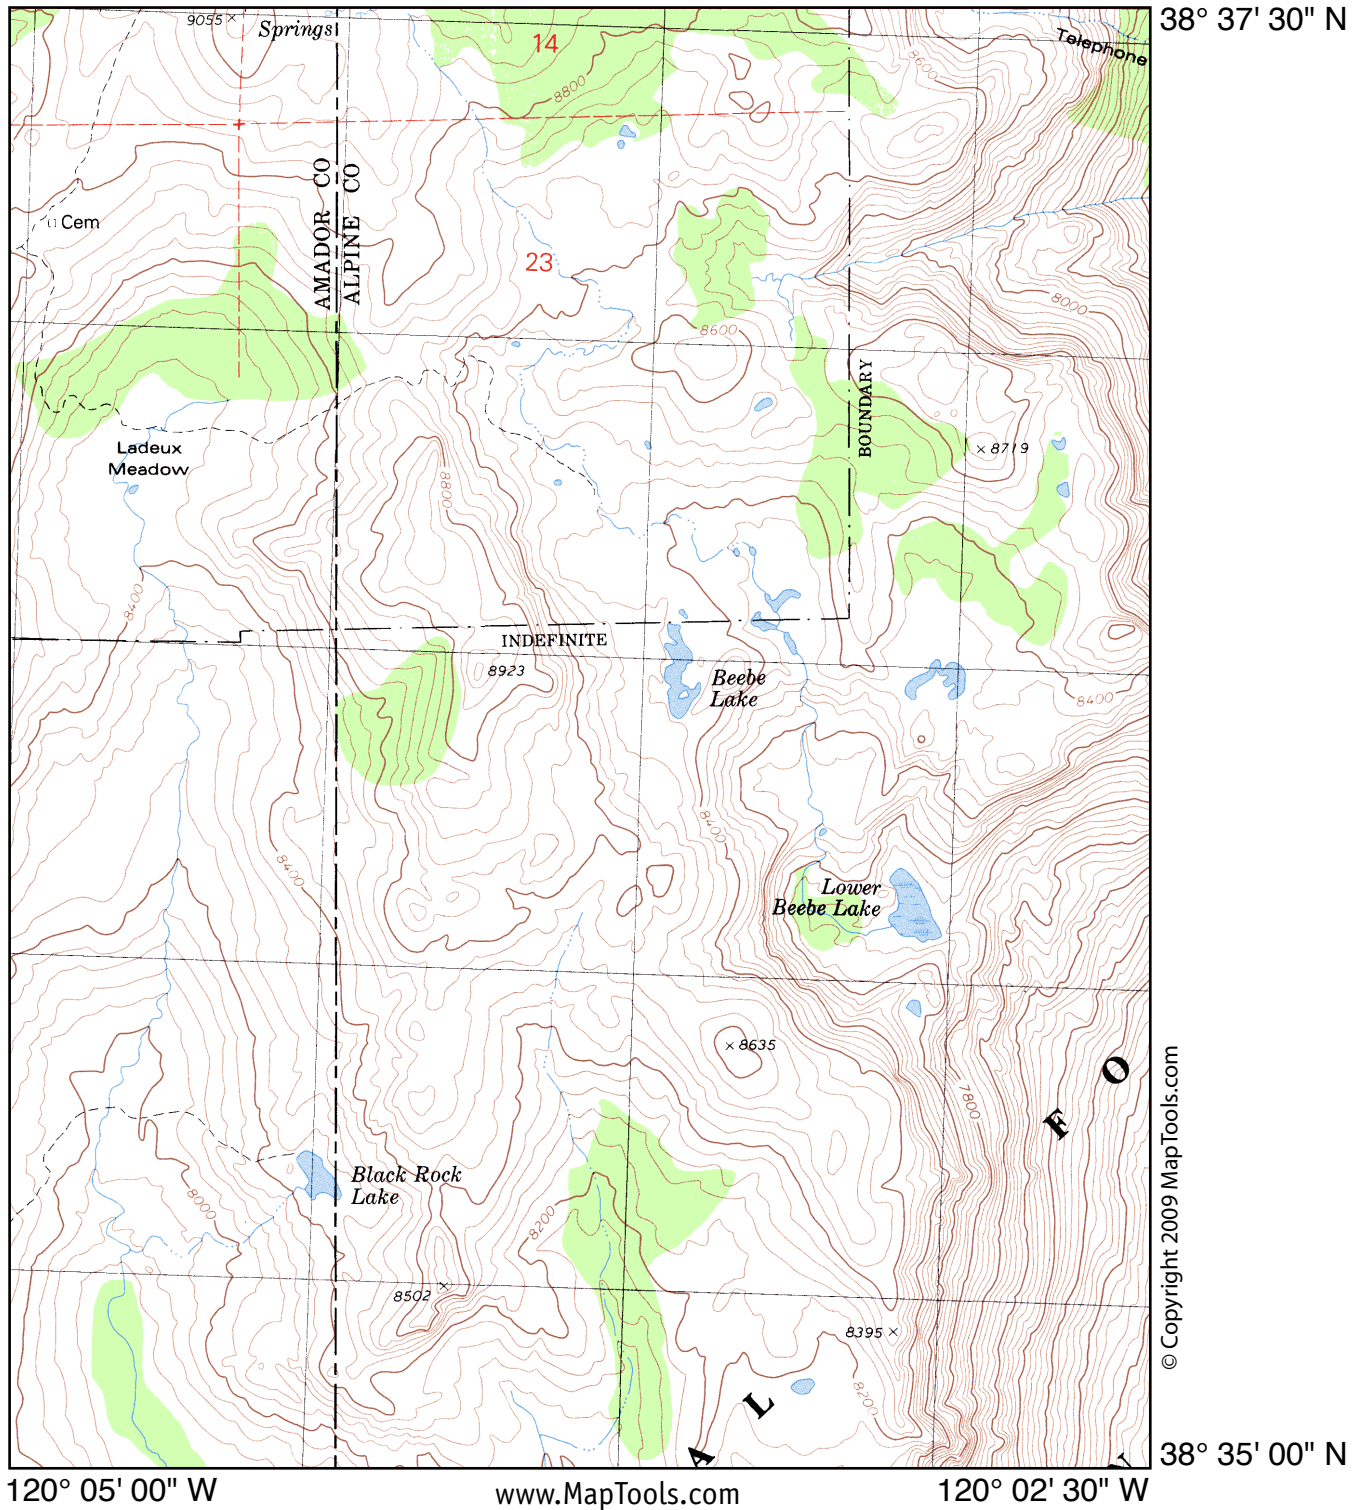 9055
Springs
14
38° 37' 30" N
Telephone
8600
8800
AMADOR CO
ALPINE CO
Cem
23
8000
8600
BOUNDARY
Ladeux
Meadow
8719
8800
8400
INDEFINITE
8923
Beebe
Lake
8400
8400
8400
Lower
Beebe Lake
8635
O
F
7800
Black Rock
Lake
8000
8200
8502
8395
8200
L
A
© Copyright 2009 MapTools.com
38° 35' 00" N
120° 05' 00" W
www.MapTools.com
120° 02' 30" W